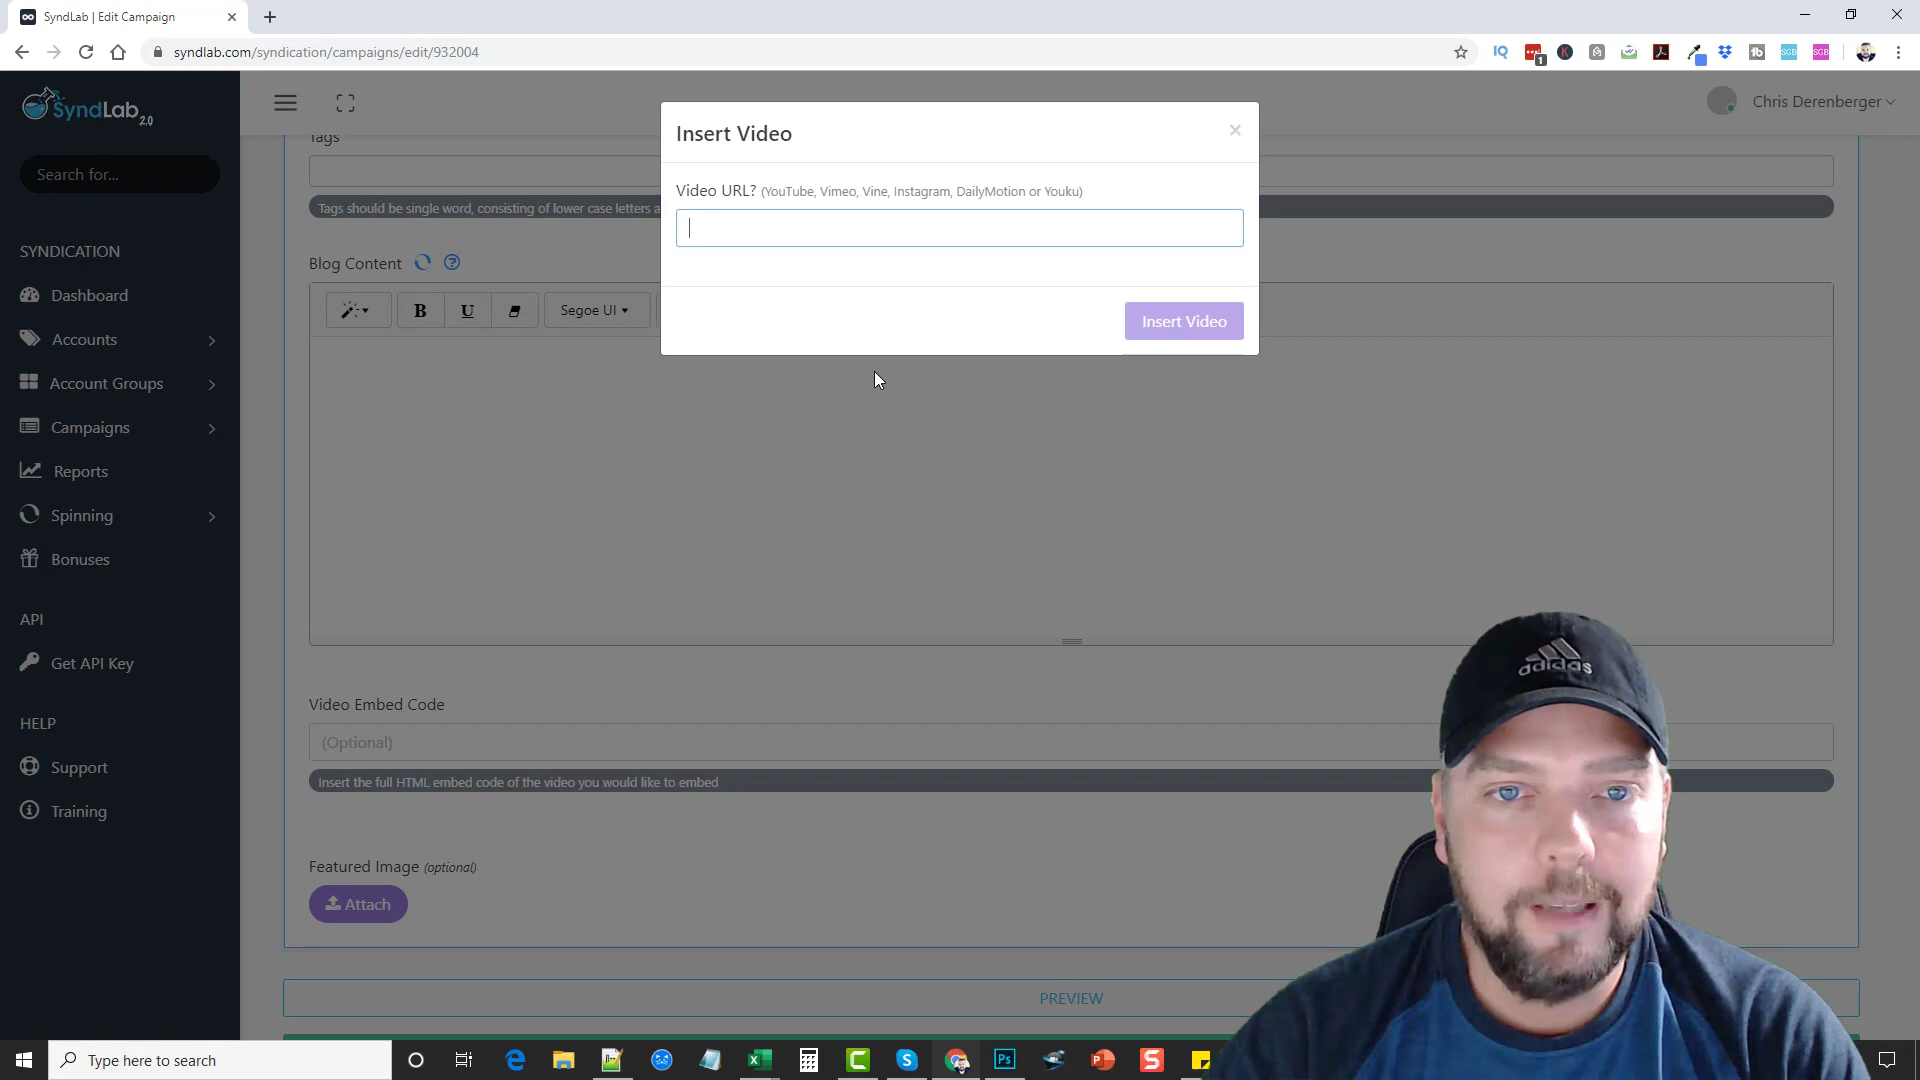 SyndLab | Edit Campaign
syndlab.com/syndication/campaigns/edit/932004
SyndLab 2.0
Search for...
SYNDICATION
Dashboard
Accounts
Account Groups
Campaigns
Reports
Spinning
Bonuses
API
Get API Key
HELP
Support
Training
Chris Derenberger
Tags
Tags should be single word, consisting of lower case letters a
Blog Content
B U Segoe UI
Insert Video
Video URL? (YouTube, Vimeo, Vine, Instagram, DailyMotion or Youku)
Insert Video
Video Embed Code
(Optional)
Insert the full HTML embed code of the video you would like to embed
Featured Image (optional)
Attach
PREVIEW
adidas
Type here to search